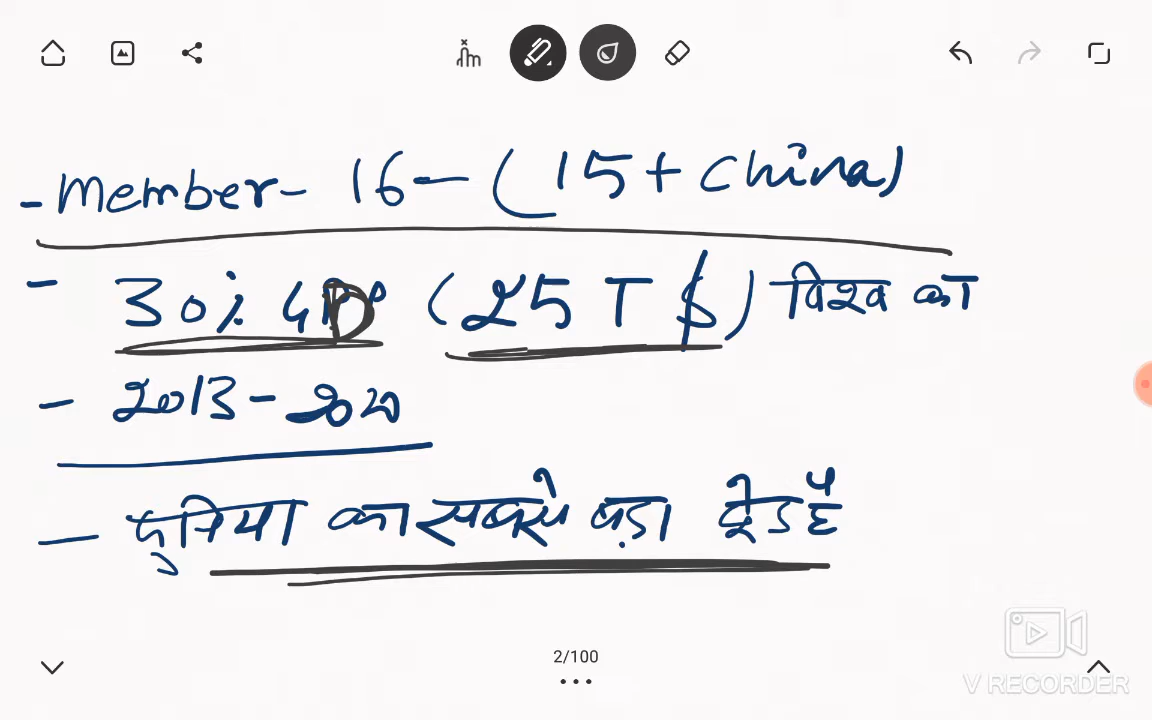 - Member - 16 - (15 + China)
- 30% GDP (25 T $) विश्व का
- 2013 - 2020
- दुनिया का सबसे बड़ा ट्रेड है
2/100
V RECORDER